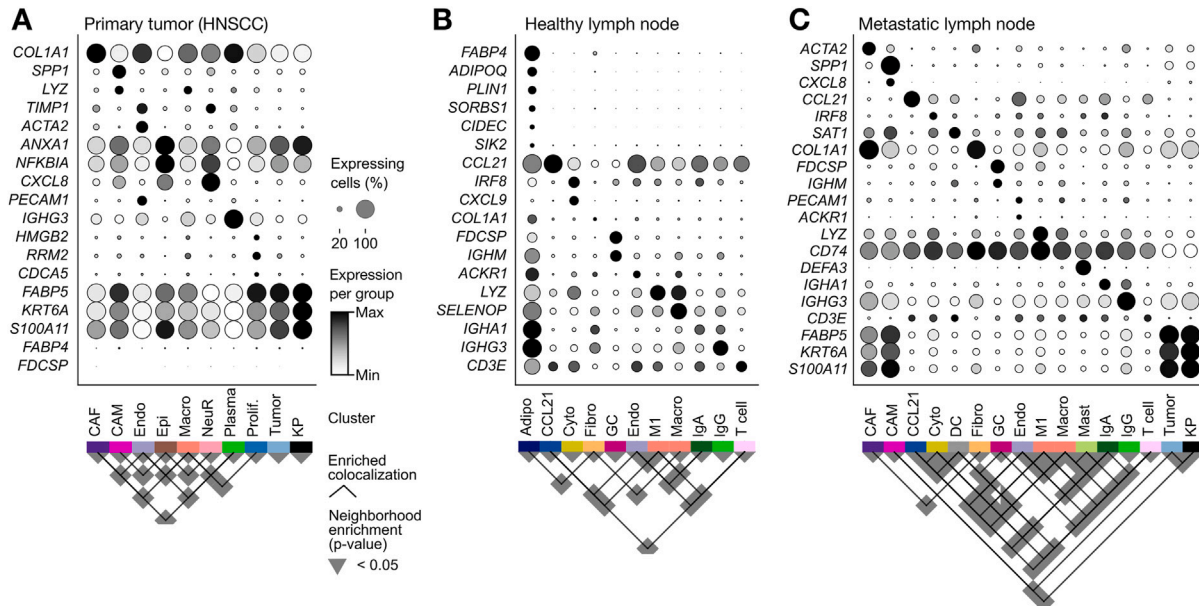 A
Primary tumor (HNSCC)
COL1A1
SPP1
LYZ
TIMP1
ACTA2
ANXA1
NFKBIA
CXCL8
PECAM1
IGHG3
HMGB2
RRM2
CDCA5
FABP5
KRT6A
S100A11
FABP4
FDCSP
CAF
CAM
Endo
Epi
Macro
NeuR
Plasma
Prolif.
Tumor
KP
Expressing
cells (%)
20 100
Expression
per group
Max
Min
Cluster
Enriched
colocalization
Neighborhood
enrichment
(p-value)
< 0.05
B
Healthy lymph node
FABP4
ADIPOQ
PLIN1
SORBS1
CIDEC
SIK2
CCL21
IRF8
CXCL9
COL1A1
FDCSP
IGHM
ACKR1
LYZ
SELENOP
IGHA1
IGHG3
CD3E
Adipo
CCL21
Cyto
Fibro
GC
Endo
M1
Macro
IgA
IgG
T cell
C
Metastatic lymph node
ACTA2
SPP1
CXCL8
CCL21
IRF8
SAT1
COL1A1
FDCSP
IGHM
PECAM1
ACKR1
LYZ
CD74
DEFA3
IGHA1
IGHG3
CD3E
FABP5
KRT6A
S100A11
CAF
CAM
CCL21
Cyto
DC
Fibro
GC
Endo
M1
Macro
Mast
IgA
IgG
T cell
Tumor
KP